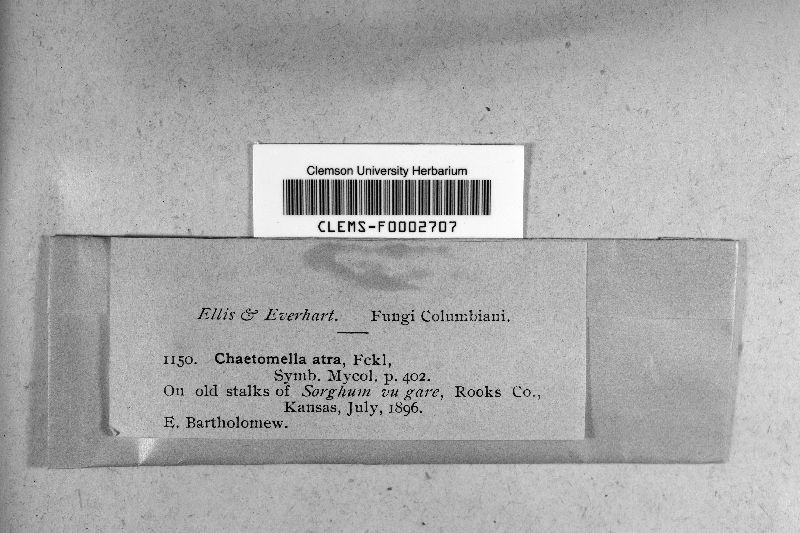 Clemson University Herbarium
CLEMS-F0002707
Ellis & Everhart. Fungi Columbiani.
1150. Chaetomella atra, Fckl,
Symb. Mycol. p. 402.
On old stalks of Sorghum vu gare, Rooks Co.,
Kansas, July, 1896.
E. Bartholomew.